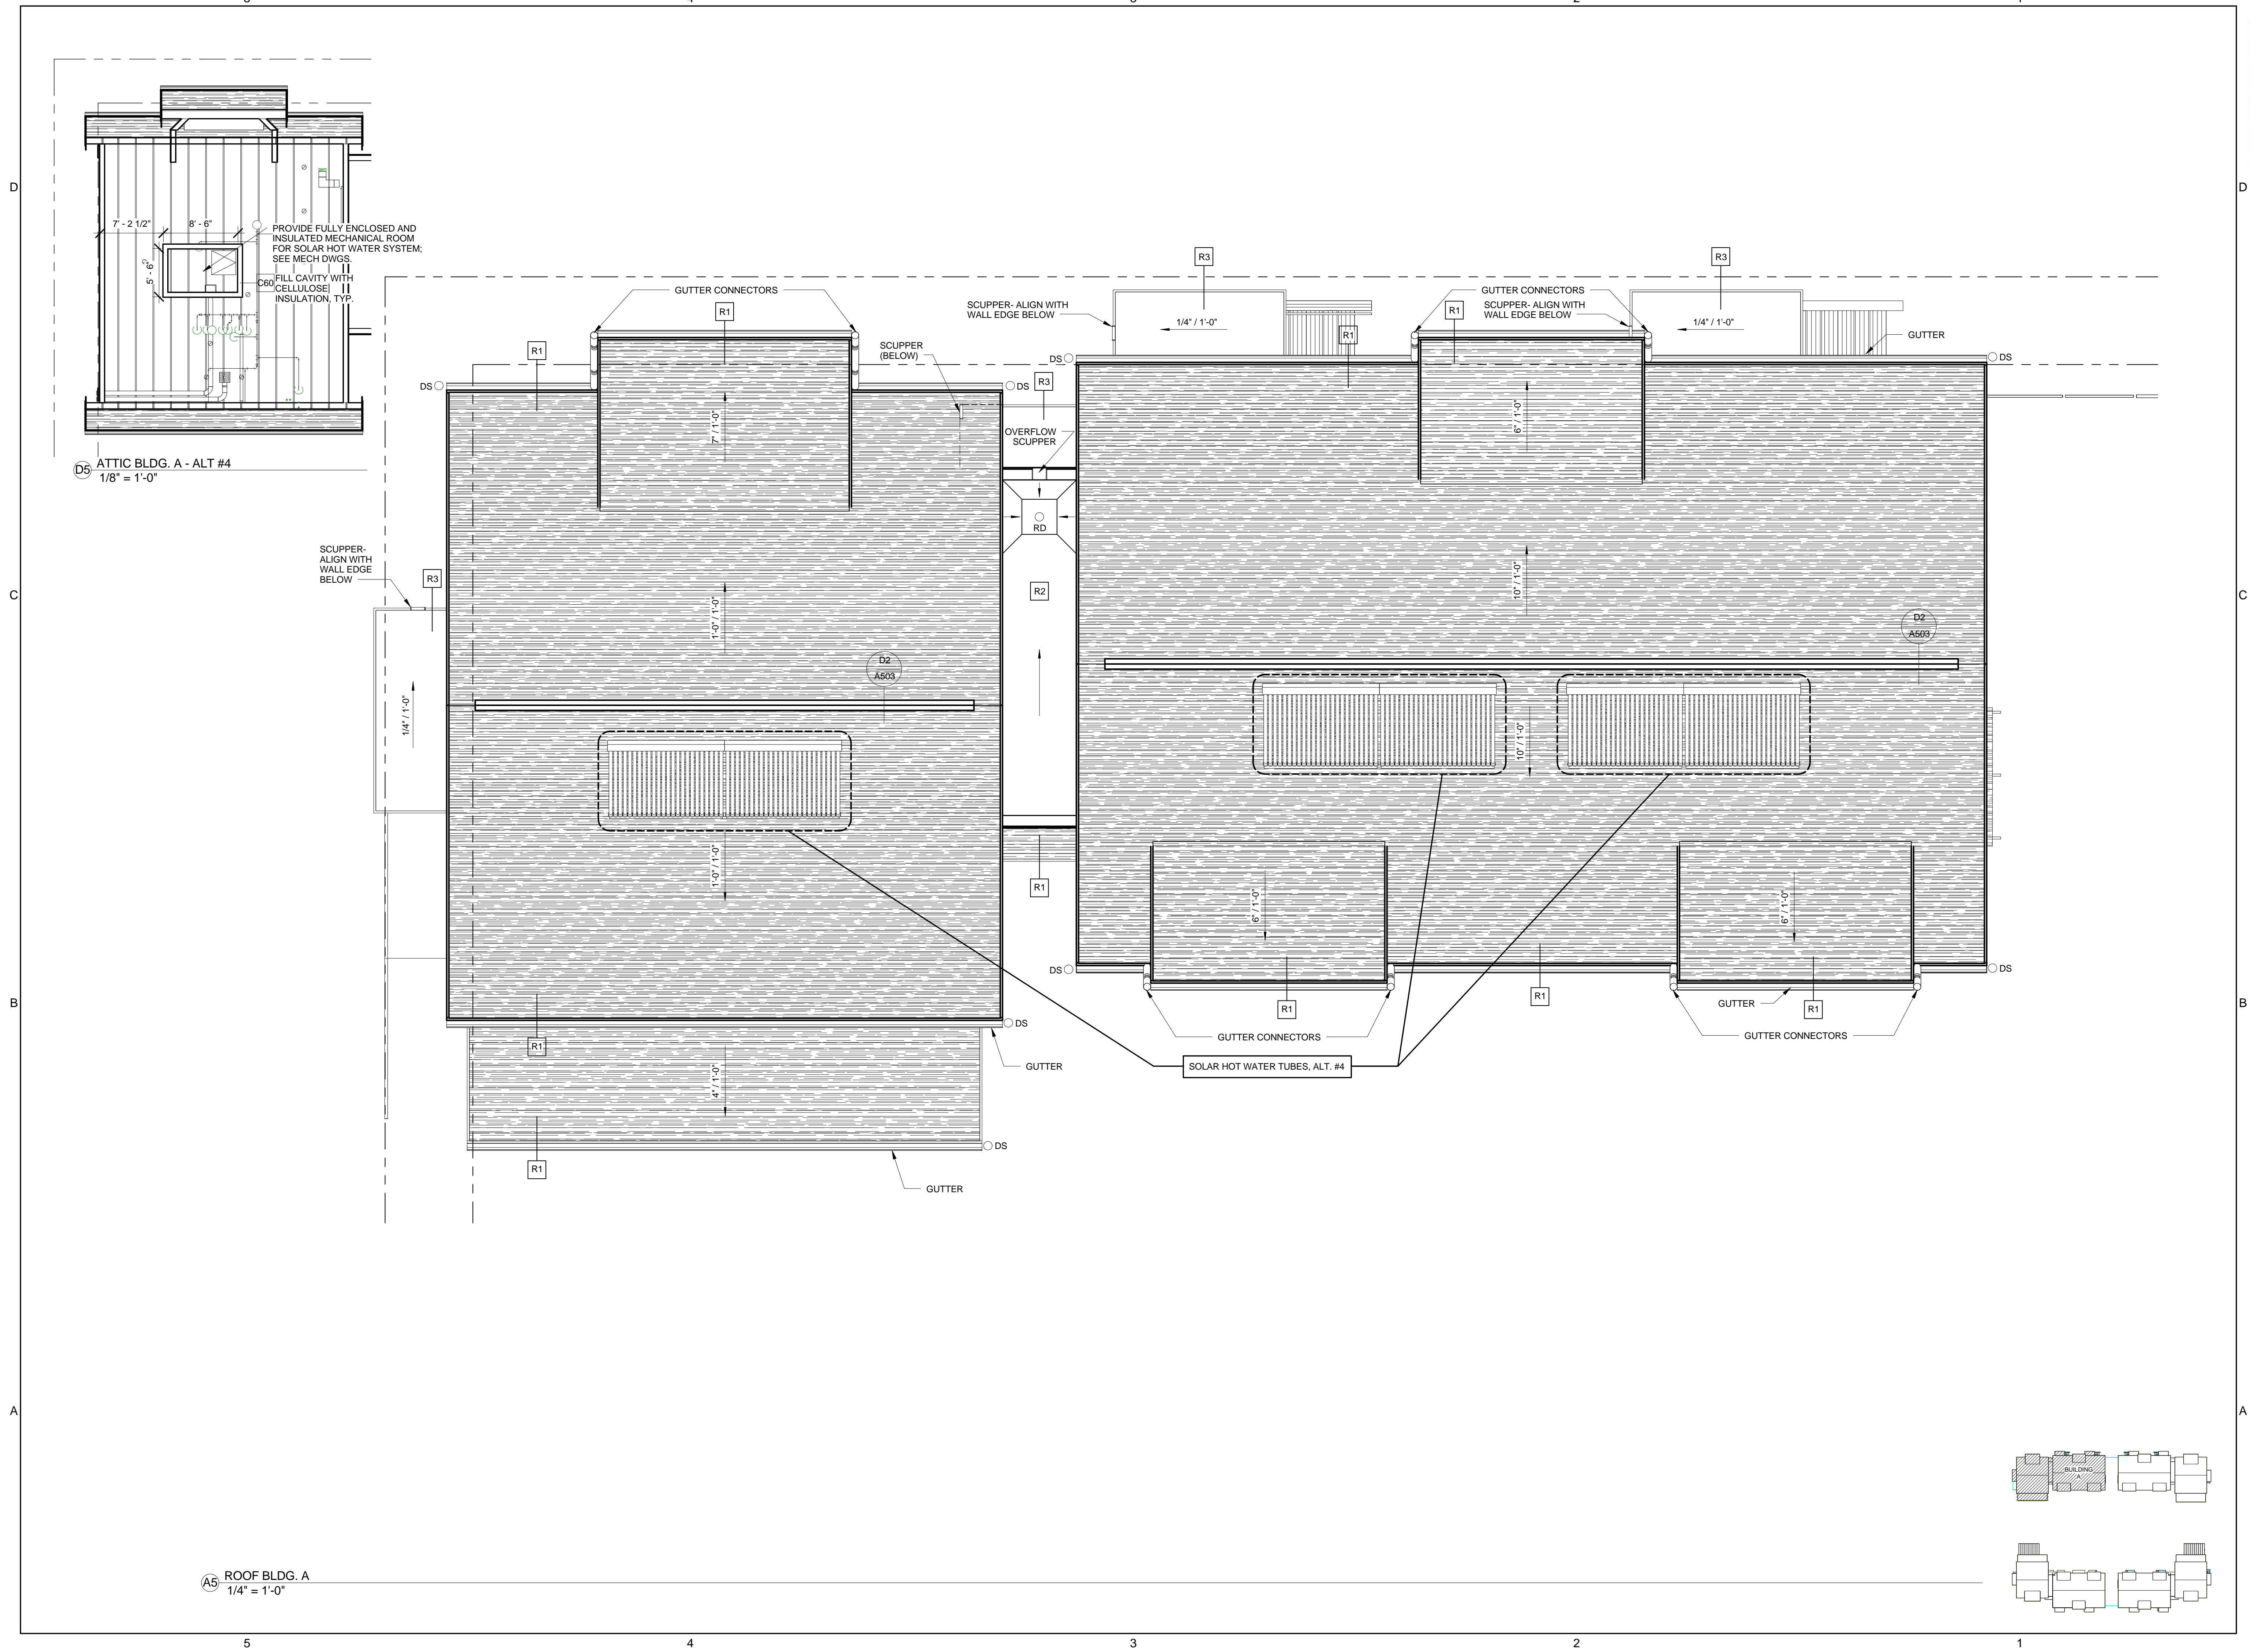 7' - 2 1/2"
8' - 6"
5' - 6"
PROVIDE FULLY ENCLOSED AND
INSULATED MECHANICAL ROOM
FOR SOLAR HOT WATER SYSTEM;
SEE MECH DWGS.
C60
FILL CAVITY WITH
CELLULOSE
INSULATION, TYP.
D5
ATTIC BLDG. A - ALT #4
1/8" = 1'-0"
D
D
R3
R3
GUTTER CONNECTORS
R1
SCUPPER- ALIGN WITH
WALL EDGE BELOW
1/4" / 1'-0"
GUTTER CONNECTORS
R1
SCUPPER- ALIGN WITH
WALL EDGE BELOW
1/4" / 1'-0"
GUTTER
R1
R1
SCUPPER
(BELOW)
DS
DS
DS
DS
R3
7" / 1'-0"
6" / 1'-0"
OVERFLOW
SCUPPER
RD
SCUPPER-
ALIGN WITH
WALL EDGE
BELOW
R3
R2
C
C
1'-0" / 1'-0"
10" / 1'-0"
D2
A503
D2
A503
1/4" / 1'-0"
10" / 1'-0"
1'-0" / 1'-0"
R1
6" / 1'-0"
6" / 1'-0"
DS
DS
R1
R1
R1
GUTTER
B
B
DS
R1
GUTTER CONNECTORS
GUTTER CONNECTORS
GUTTER
SOLAR HOT WATER TUBES, ALT. #4
4" / 1'-0"
DS
R1
GUTTER
A
A
BUILDING
A
A5
ROOF BLDG. A
1/4" = 1'-0"
5
4
3
2
1